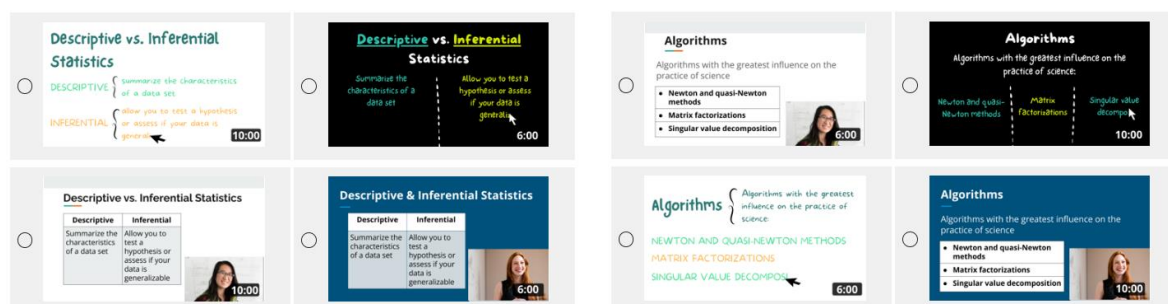 Descriptive vs. Inferential
Statistics
DESCRIPTIVE
summarize the characteristics
of a data set
INFERENTIAL
allow you to test a hypothesis
or assess if your data is
generali
10:00
Descriptive vs. Inferential
Statistics
Summarize the
characteristics of a
data set
Allow you to test a
hypothesis or assess
if your data is
generali
6:00
Descriptive vs. Inferential Statistics
Descriptive Inferential
Summarize the
characteristics
of a data set
Allow you to
test a
hypothesis or
assess if your
data is
generalizable
10:00
Descriptive & Inferential Statistics
Descriptive Inferential
Summarize the
characteristics
of a data set
Allow you to
test a
hypothesis or
assess if your
data is
generalizable
6:00
Algorithms
Algorithms with the greatest influence on the
practice of science
• Newton and quasi-Newton
methods
• Matrix factorizations
• Singular value decomposition
6:00
Algorithms
Algorithms with the greatest influence on the
practice of science:
Newton and quasi-
Newton methods
Matrix
factorisations
Singular value
decompo
10:00
Algorithms
Algorithms with the greatest
influence on the practice of
science:
NEWTON AND QUASI-NEWTON METHODS
MATRIX FACTORIZATIONS
SINGULAR VALUE DECOMPOSI
6:00
Algorithms
Algorithms with the greatest influence on the
practice of science
• Newton and quasi-Newton
methods
• Matrix factorizations
• Singular value decomposition
10:00